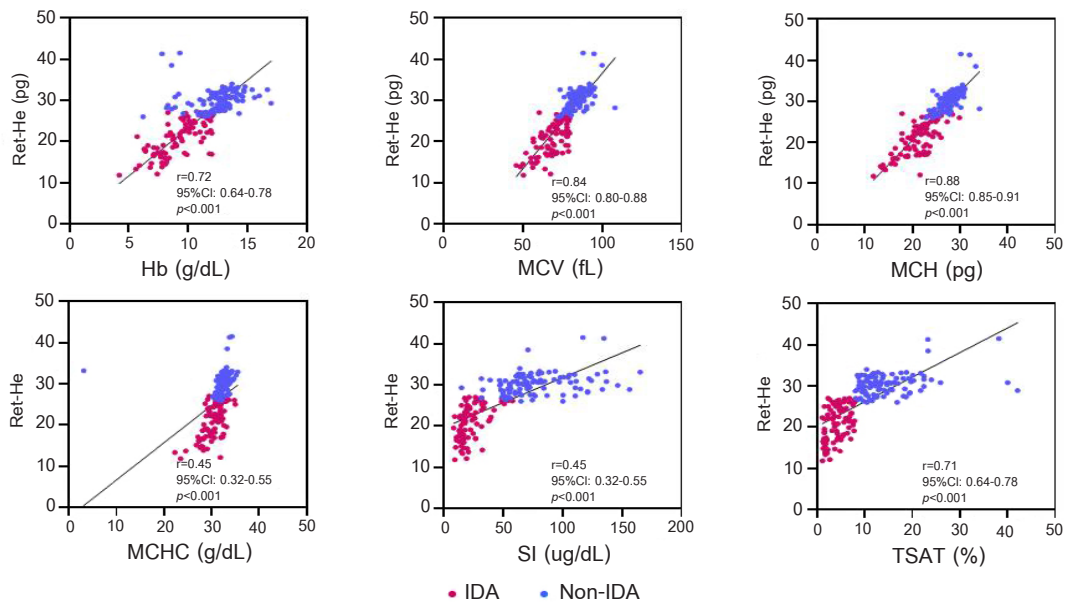 50
40
30
20
10
0
Ret-He (pg)
r=0.72
95%CI: 0.64-0.78
p<0.001
0 5 10 15 20
Hb (g/dL)
50
40
30
20
10
0
Ret-He (pg)
r=0.84
95%CI: 0.80-0.88
p<0.001
0 50 100 150
MCV (fL)
50
40
30
20
10
0
Ret-He (pg)
r=0.88
95%CI: 0.85-0.91
p<0.001
0 10 20 30 40 50
MCH (pg)
50
40
30
20
10
0
Ret-He
r=0.45
95%CI: 0.32-0.55
p<0.001
0 10 20 30 40 50
MCHC (g/dL)
50
40
30
20
10
0
Ret-He
r=0.45
95%CI: 0.32-0.55
p<0.001
0 50 100 150 200
SI (ug/dL)
50
40
30
20
10
0
Ret-He
r=0.71
95%CI: 0.64-0.78
p<0.001
0 10 20 30 40 50
TSAT (%)
IDA Non-IDA